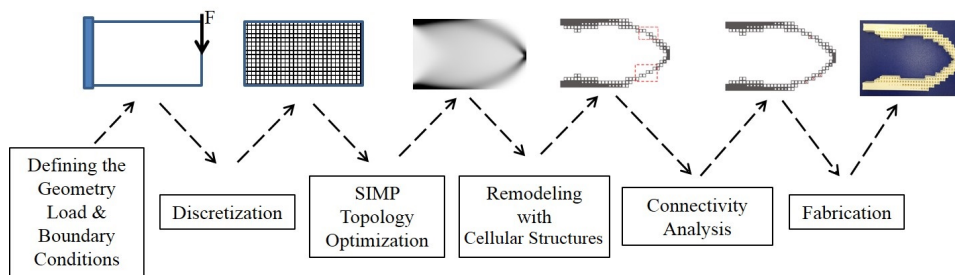 F
Defining the
Geometry
Load &
Boundary
Conditions
Discretization
SIMP
Topology
Optimization
Remodeling
with
Cellular Structures
Connectivity
Analysis
Fabrication